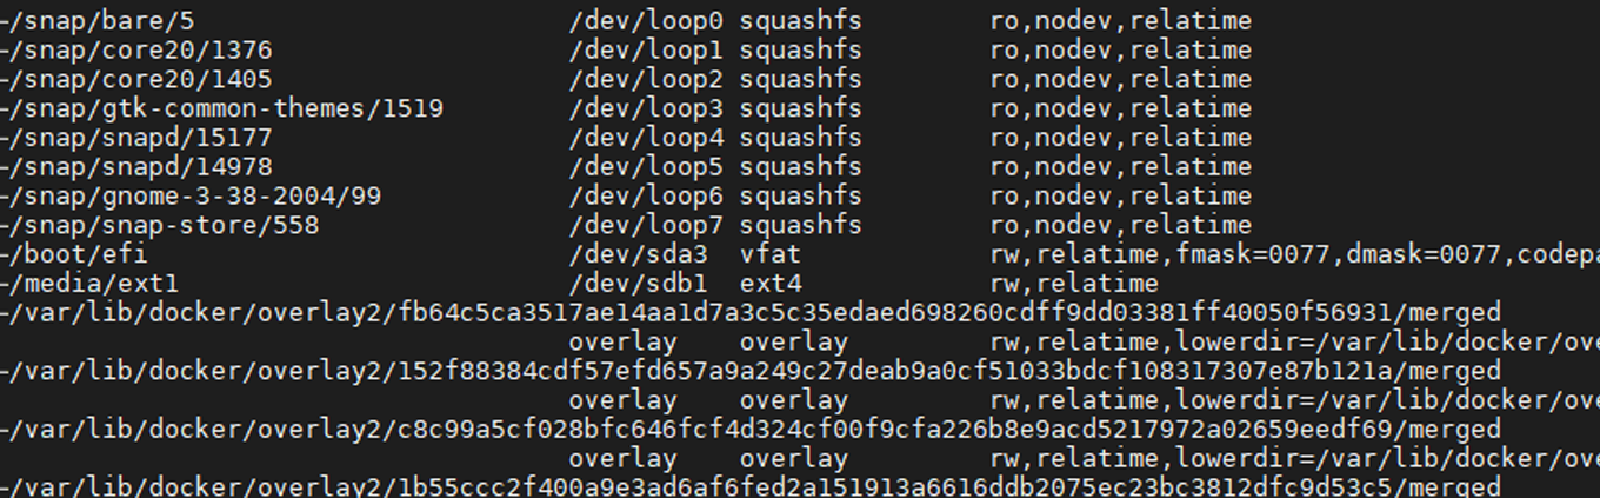 ─/snap/bare/5 /dev/loop0 squashfs ro,nodev,relatime
─/snap/core20/1376 /dev/loop1 squashfs ro,nodev,relatime
─/snap/core20/1405 /dev/loop2 squashfs ro,nodev,relatime
─/snap/gtk-common-themes/1519 /dev/loop3 squashfs ro,nodev,relatime
─/snap/snapd/15177 /dev/loop4 squashfs ro,nodev,relatime
─/snap/snapd/14978 /dev/loop5 squashfs ro,nodev,relatime
─/snap/gnome-3-38-2004/99 /dev/loop6 squashfs ro,nodev,relatime
─/snap/snap-store/558 /dev/loop7 squashfs ro,nodev,relatime
─/boot/efi /dev/sda3 vfat rw,relatime,fmask=0077,dmask=0077,codepa
─/media/ext1 /dev/sdb1 ext4 rw,relatime
─/var/lib/docker/overlay2/fb64c5ca3517ae14aa1d7a3c5c35edaed698260cdff9dd03381ff40050f56931/merged
overlay overlay rw,relatime,lowerdir=/var/lib/docker/ove
─/var/lib/docker/overlay2/152f88384cdf57efd657a9a249c27deab9a0cf51033bdcf108317307e87b121a/merged
overlay overlay rw,relatime,lowerdir=/var/lib/docker/ove
─/var/lib/docker/overlay2/c8c99a5cf028bfc646fcf4d324cf00f9cfa226b8e9acd5217972a02659eedf69/merged
overlay overlay rw,relatime,lowerdir=/var/lib/docker/ove
─/var/lib/docker/overlay2/1b55ccc2f400a9e3ad6af6fed2a151913a6616ddb2075ec23bc3812dfc9d53c5/merged